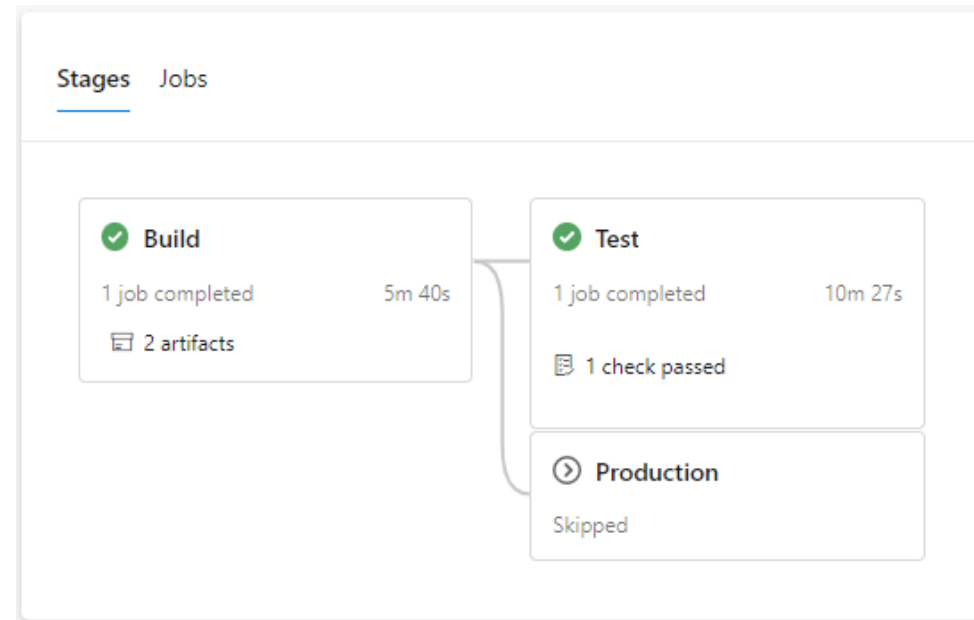 Stages Jobs
Build
1 job completed 5m 40s
2 artifacts
Test
1 job completed 10m 27s
1 check passed
Production
Skipped